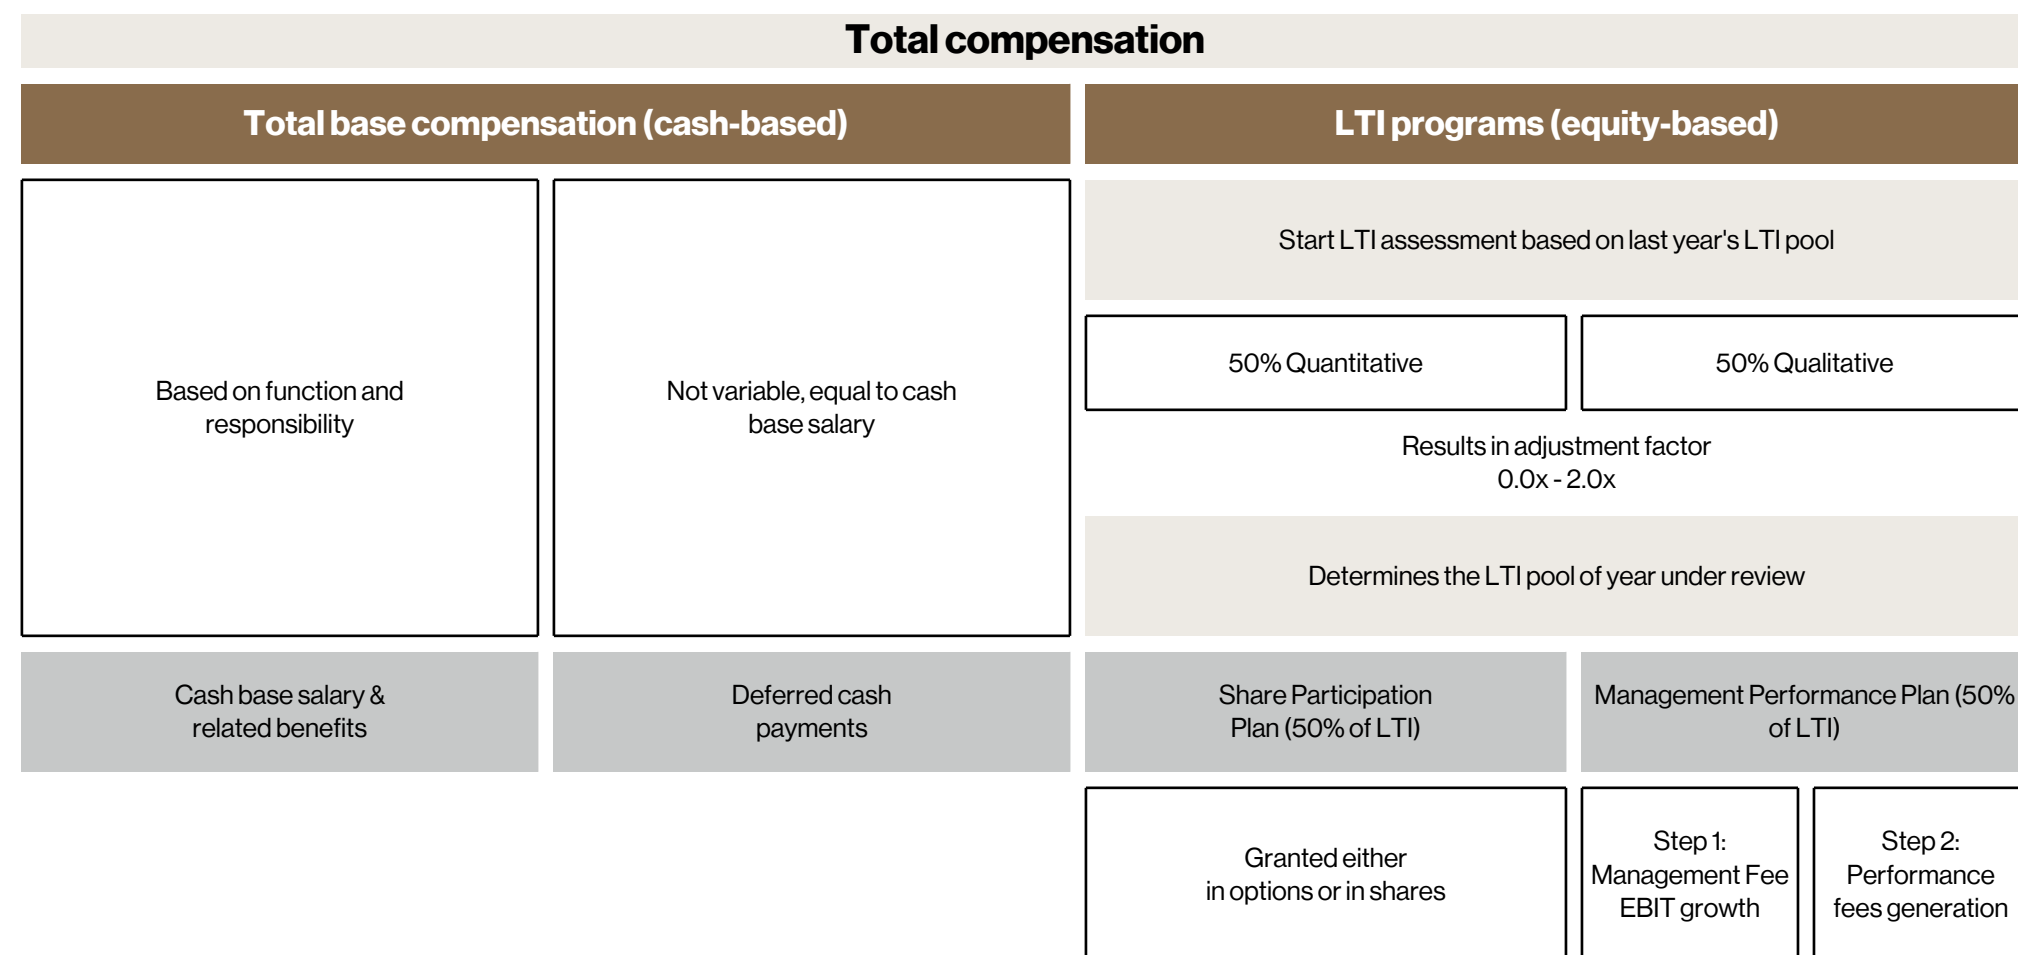 Total compensation
Total base compensation (cash-based)
LTI programs (equity-based)
Based on function and
responsibility
Not variable, equal to cash
base salary
Start LTI assessment based on last year's LTI pool
50% Quantitative
50% Qualitative
Results in adjustment factor
0.0x - 2.0x
Determines the LTI pool of year under review
Cash base salary &
related benefits
Deferred cash
payments
Share Participation
Plan (50% of LTI)
Management Performance Plan (50%
of LTI)
Granted either
in options or in shares
Step 1:
Management Fee
EBIT growth
Step 2:
Performance
fees generation